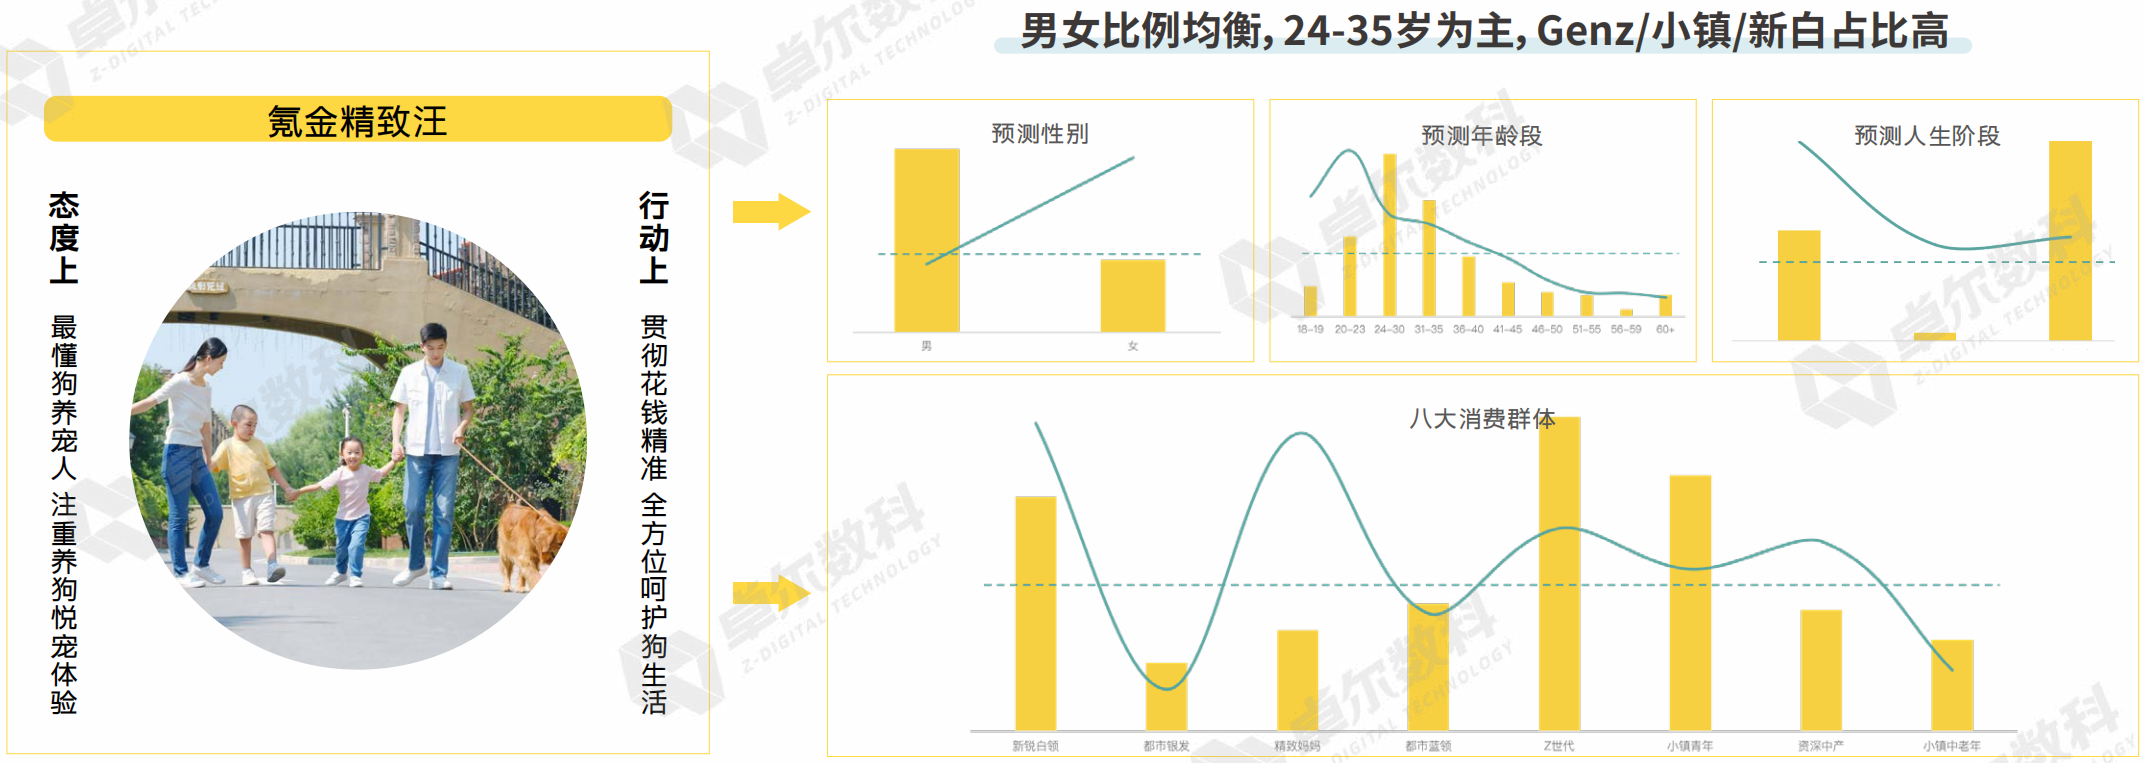 男女比例均衡，24-35岁为主，Genz/小镇/新白占比高
氪金精致汪
态度上 最懂狗养宠人 注重养狗悦宠体验
行动上 贯彻花钱精准 全方位呵护狗生活
预测性别
男 女
预测年龄段
18-19 20-23 24-30 31-35 36-40 41-45 46-50 51-55 56-59 60+
预测人生阶段
八大消费群体
新锐白领 都市银发 精致妈妈 都市蓝领 Z世代 小镇青年 资深中产 小镇中老年
卓尔数科
Z-DIGITAL TECHNOLOGY